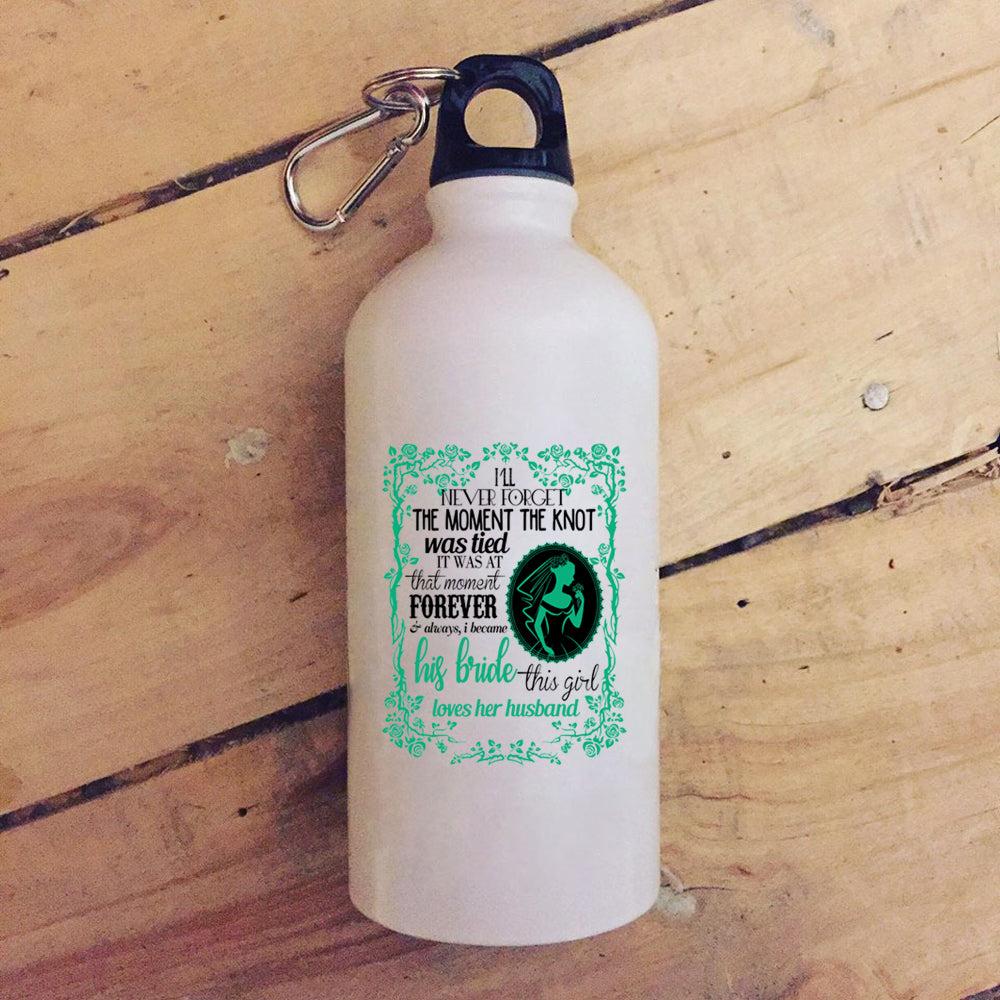 I'LL
NEVER FORGET
THE MOMENT THE KNOT
was tied
IT WAS AT
that moment
FOREVER
& always, i became
his bride this girl
loves her husband